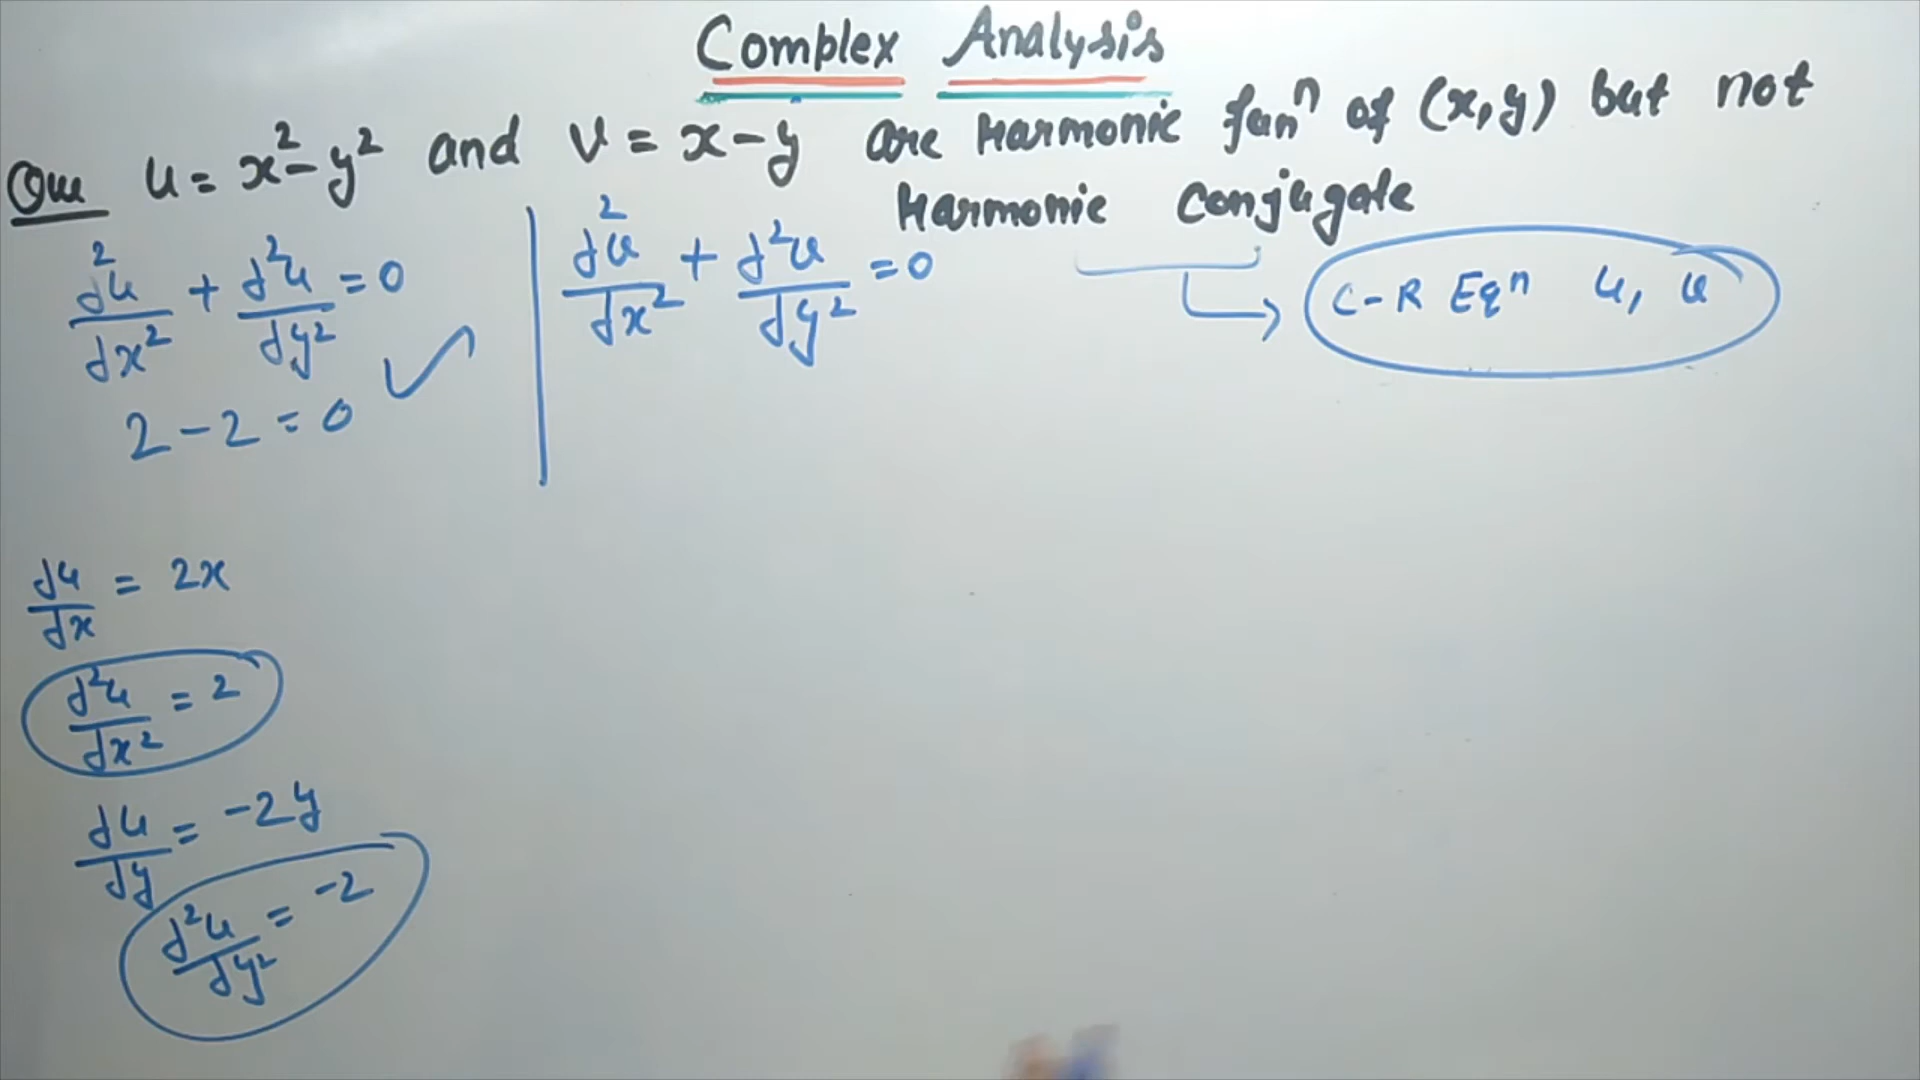 Complex Analysis
Que u = x² - y² and v = x - y are Harmonic funⁿ of (x, y) but not
Harmonic Conjugate
d²u/dx² + d²u/dy² = 0
2 - 2 = 0
d²v/dx² + d²v/dy² = 0
C-R Eqⁿ u, v
du/dx = 2x
d²u/dx² = 2
du/dy = -2y
d²u/dy² = -2